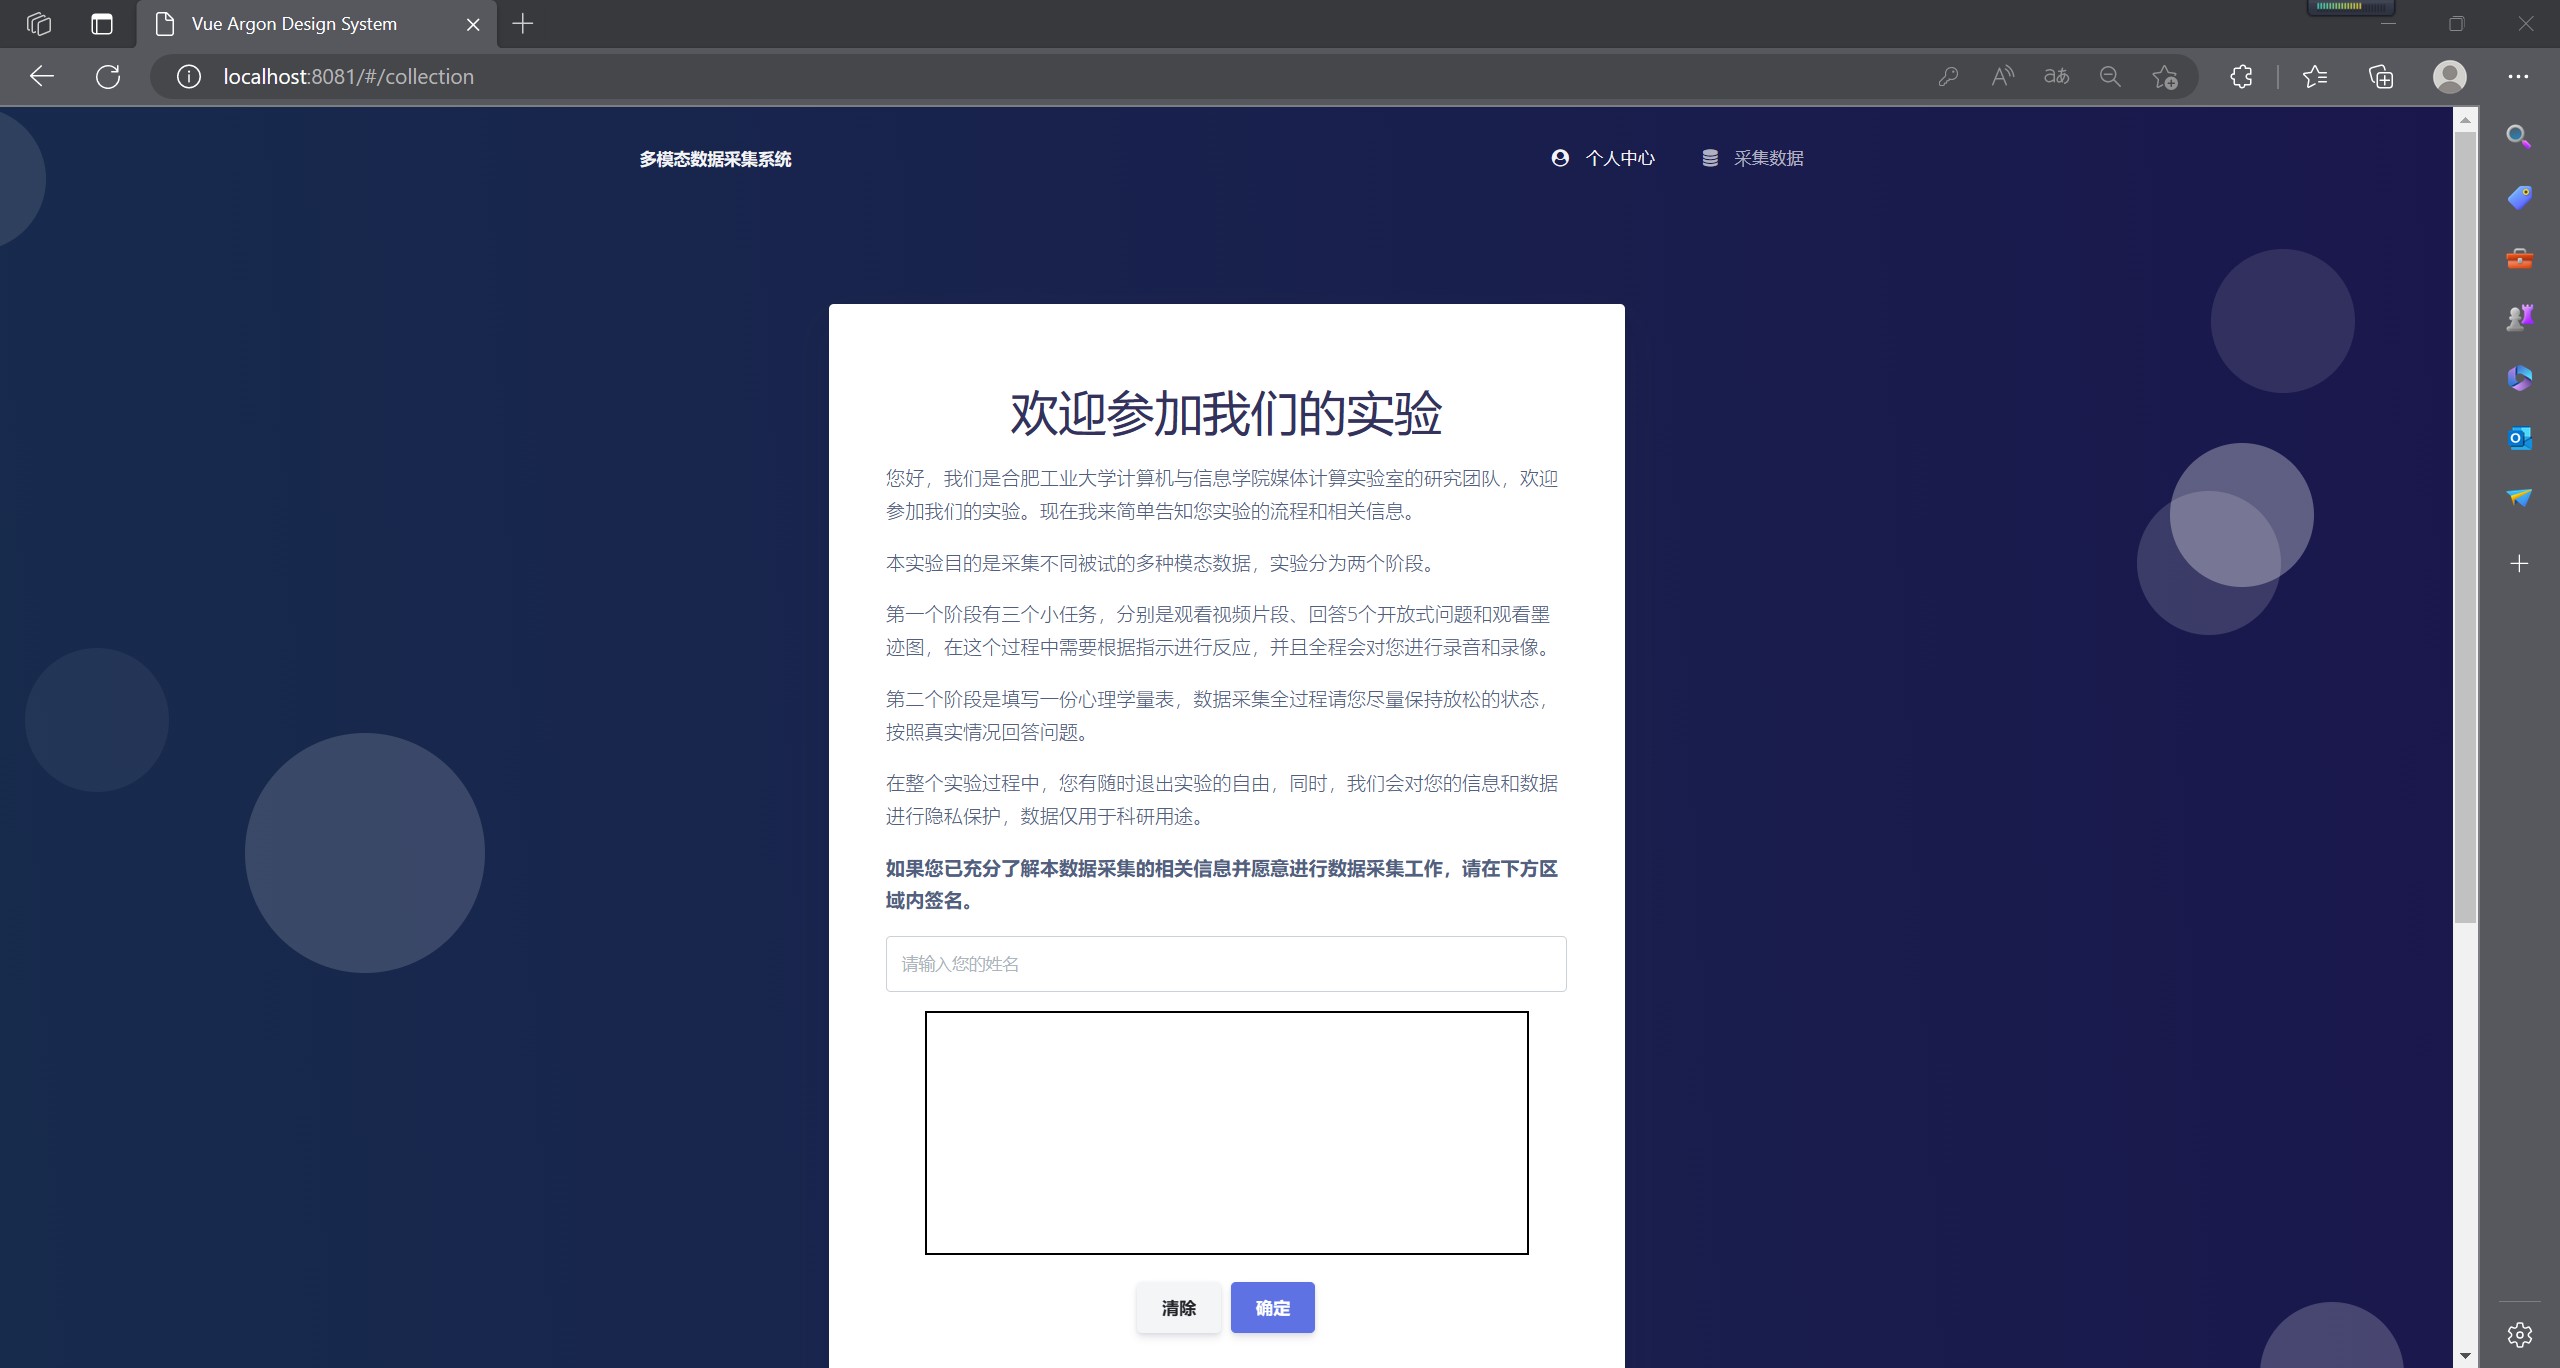 Vue Argon Design System
localhost:8081/#/collection
多模态数据采集系统
个人中心
采集数据
欢迎参加我们的实验
您好，我们是合肥工业大学计算机与信息学院媒体计算实验室的研究团队，欢迎
参加我们的实验。现在我来简单告知您实验的流程和相关信息。
本实验目的是采集不同被试的多种模态数据，实验分为两个阶段。
第一个阶段有三个小任务，分别是观看视频片段、回答5个开放式问题和观看墨
迹图，在这个过程中需要根据指示进行反应，并且全程会对您进行录音和录像。
第二个阶段是填写一份心理学量表，数据采集全过程请您尽量保持放松的状态，
按照真实情况回答问题。
在整个实验过程中，您有随时退出实验的自由，同时，我们会对您的信息和数据
进行隐私保护，数据仅用于科研用途。
如果您已充分了解本数据采集的相关信息并愿意进行数据采集工作，请在下方区
域内签名。
请输入您的姓名
清除
确定